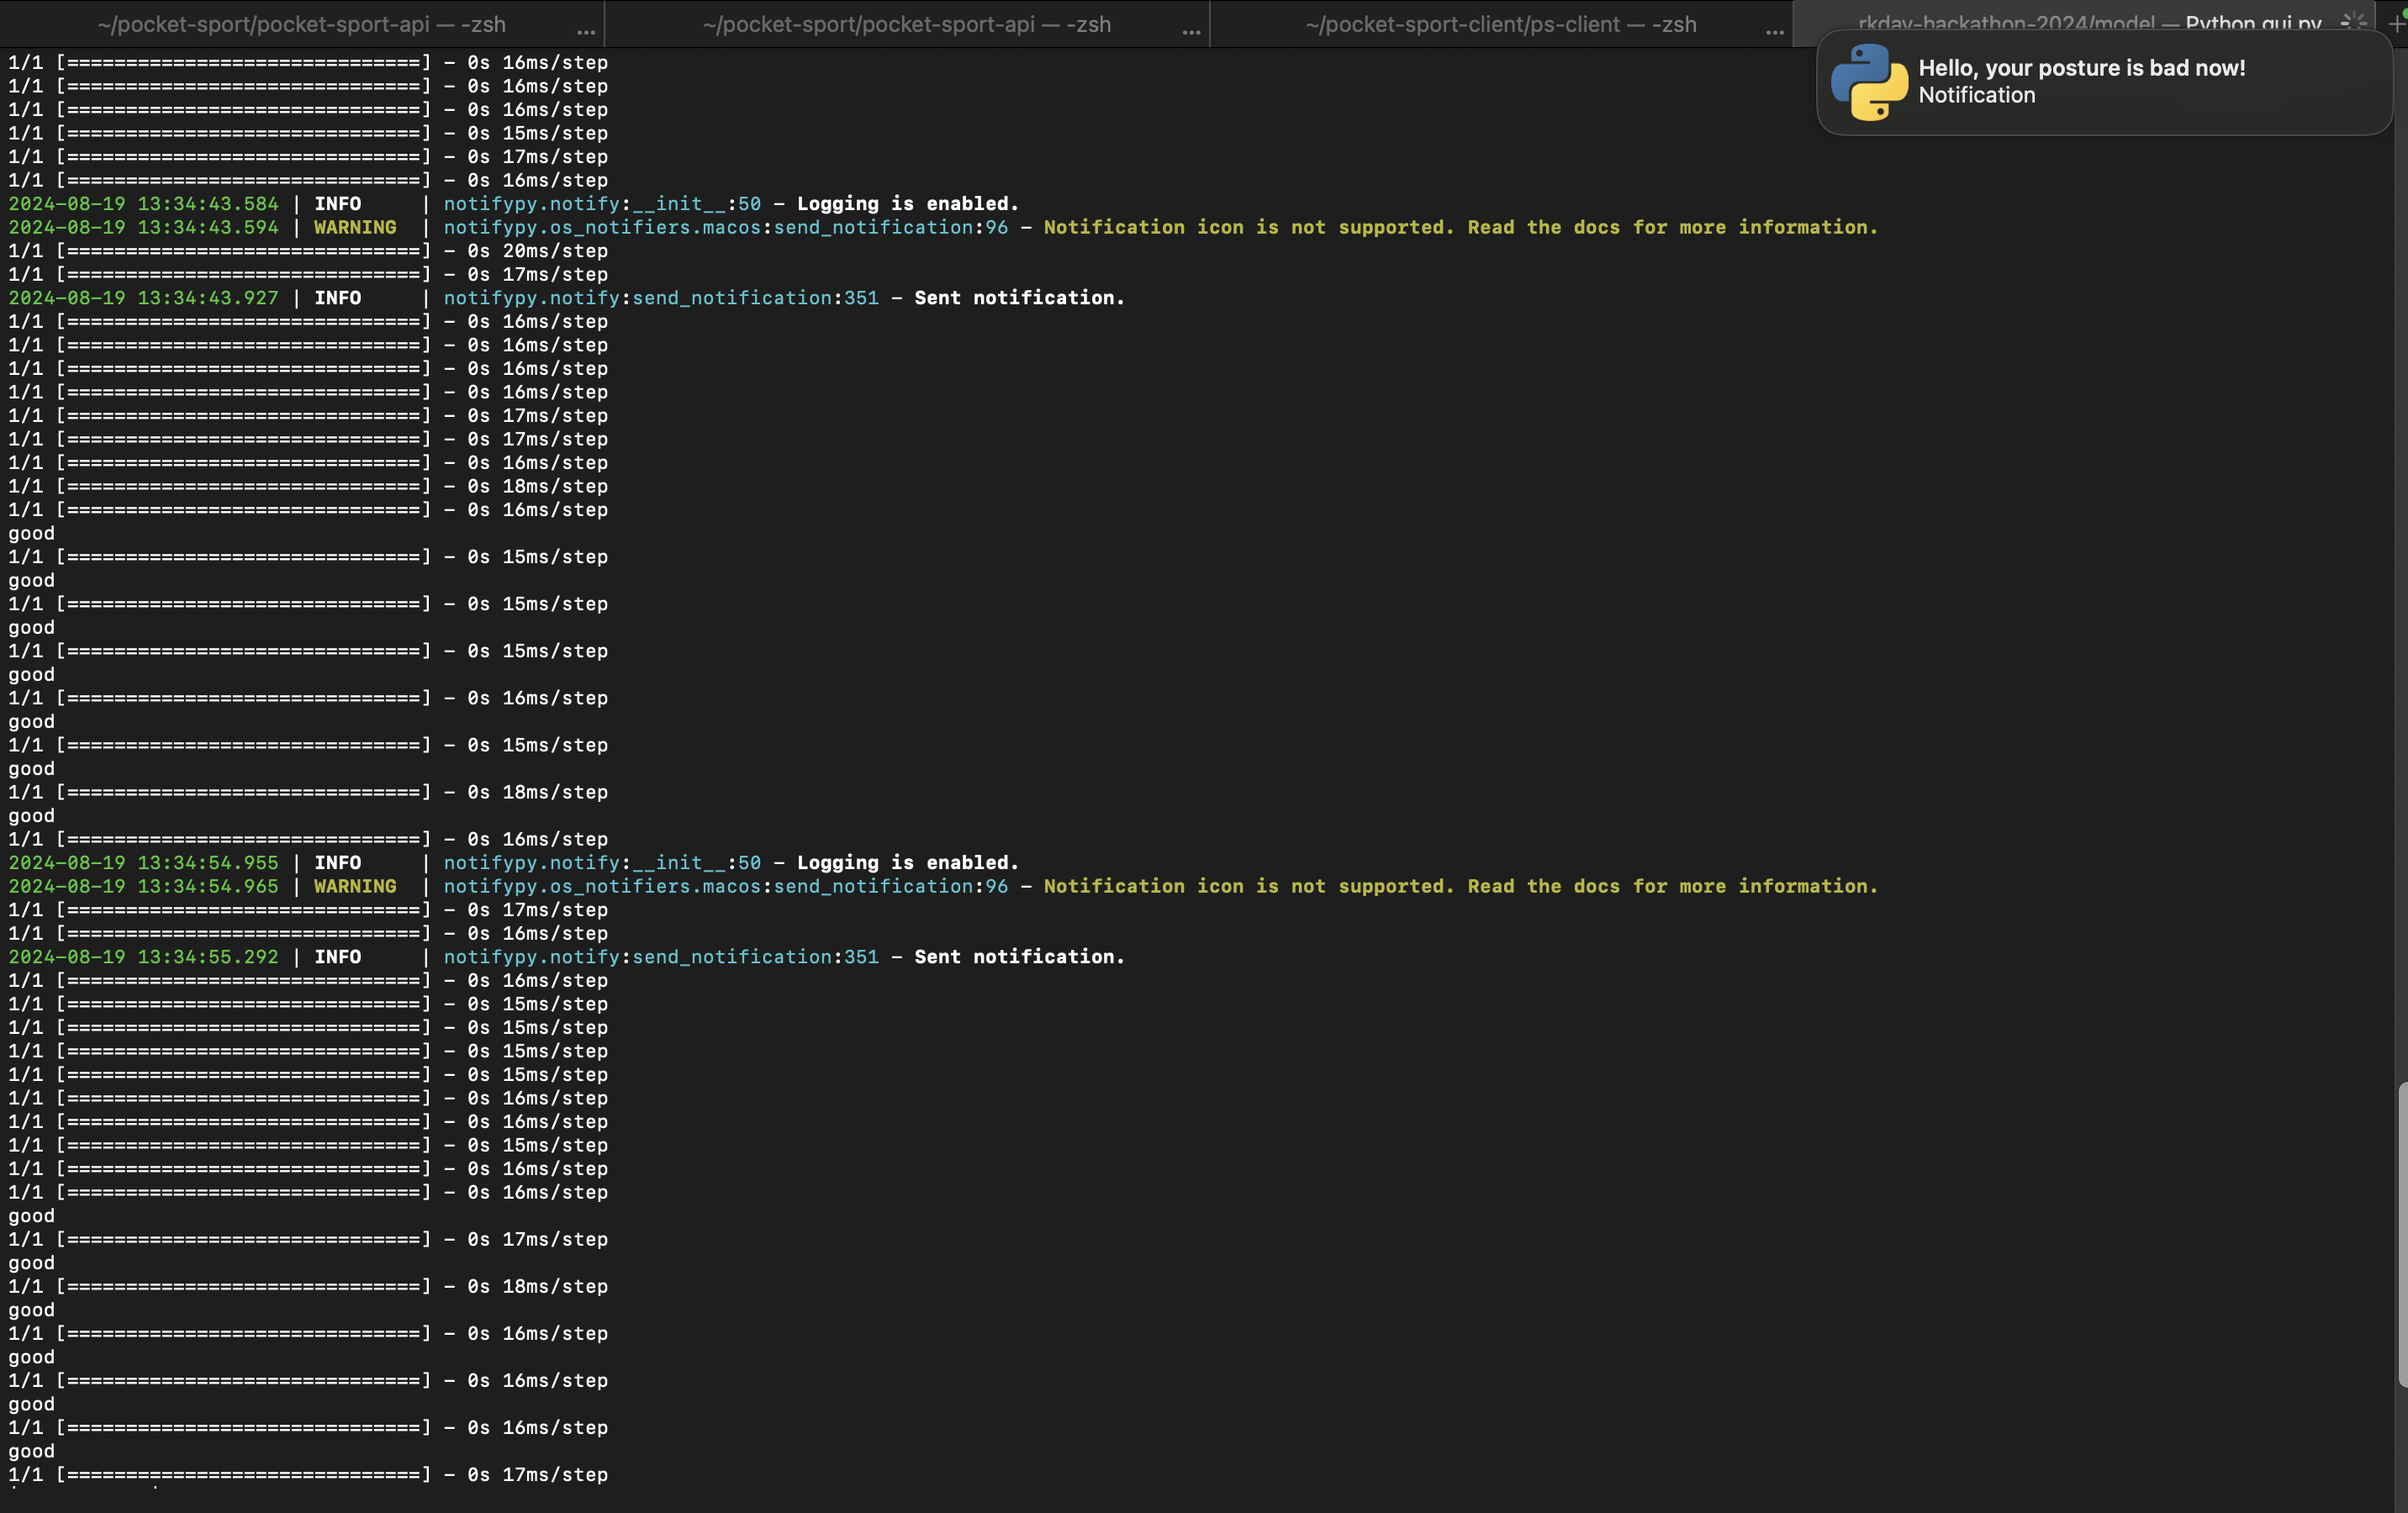 ~/pocket-sport/pocket-sport-api — -zsh ...
~/pocket-sport/pocket-sport-api — -zsh ...
~/pocket-sport-client/ps-client — -zsh ...
rkdav-hackathon-2024/model — Python gui.py
Hello, your posture is bad now!
Notification
1/1 [==============================] - 0s 16ms/step
1/1 [==============================] - 0s 16ms/step
1/1 [==============================] - 0s 16ms/step
1/1 [==============================] - 0s 15ms/step
1/1 [==============================] - 0s 17ms/step
1/1 [==============================] - 0s 16ms/step
2024-08-19 13:34:43.584 | INFO     | notifypy.notify:__init__:50 - Logging is enabled.
2024-08-19 13:34:43.594 | WARNING  | notifypy.os_notifiers.macos:send_notification:96 - Notification icon is not supported. Read the docs for more information.
1/1 [==============================] - 0s 20ms/step
1/1 [==============================] - 0s 17ms/step
2024-08-19 13:34:43.927 | INFO     | notifypy.notify:send_notification:351 - Sent notification.
1/1 [==============================] - 0s 16ms/step
1/1 [==============================] - 0s 16ms/step
1/1 [==============================] - 0s 16ms/step
1/1 [==============================] - 0s 16ms/step
1/1 [==============================] - 0s 17ms/step
1/1 [==============================] - 0s 17ms/step
1/1 [==============================] - 0s 16ms/step
1/1 [==============================] - 0s 18ms/step
1/1 [==============================] - 0s 16ms/step
good
1/1 [==============================] - 0s 15ms/step
good
1/1 [==============================] - 0s 15ms/step
good
1/1 [==============================] - 0s 15ms/step
good
1/1 [==============================] - 0s 16ms/step
good
1/1 [==============================] - 0s 15ms/step
good
1/1 [==============================] - 0s 18ms/step
good
1/1 [==============================] - 0s 16ms/step
2024-08-19 13:34:54.955 | INFO     | notifypy.notify:__init__:50 - Logging is enabled.
2024-08-19 13:34:54.965 | WARNING  | notifypy.os_notifiers.macos:send_notification:96 - Notification icon is not supported. Read the docs for more information.
1/1 [==============================] - 0s 17ms/step
1/1 [==============================] - 0s 16ms/step
2024-08-19 13:34:55.292 | INFO     | notifypy.notify:send_notification:351 - Sent notification.
1/1 [==============================] - 0s 16ms/step
1/1 [==============================] - 0s 15ms/step
1/1 [==============================] - 0s 15ms/step
1/1 [==============================] - 0s 15ms/step
1/1 [==============================] - 0s 15ms/step
1/1 [==============================] - 0s 16ms/step
1/1 [==============================] - 0s 16ms/step
1/1 [==============================] - 0s 15ms/step
1/1 [==============================] - 0s 16ms/step
1/1 [==============================] - 0s 16ms/step
good
1/1 [==============================] - 0s 17ms/step
good
1/1 [==============================] - 0s 18ms/step
good
1/1 [==============================] - 0s 16ms/step
good
1/1 [==============================] - 0s 16ms/step
good
1/1 [==============================] - 0s 16ms/step
good
1/1 [==============================] - 0s 17ms/step